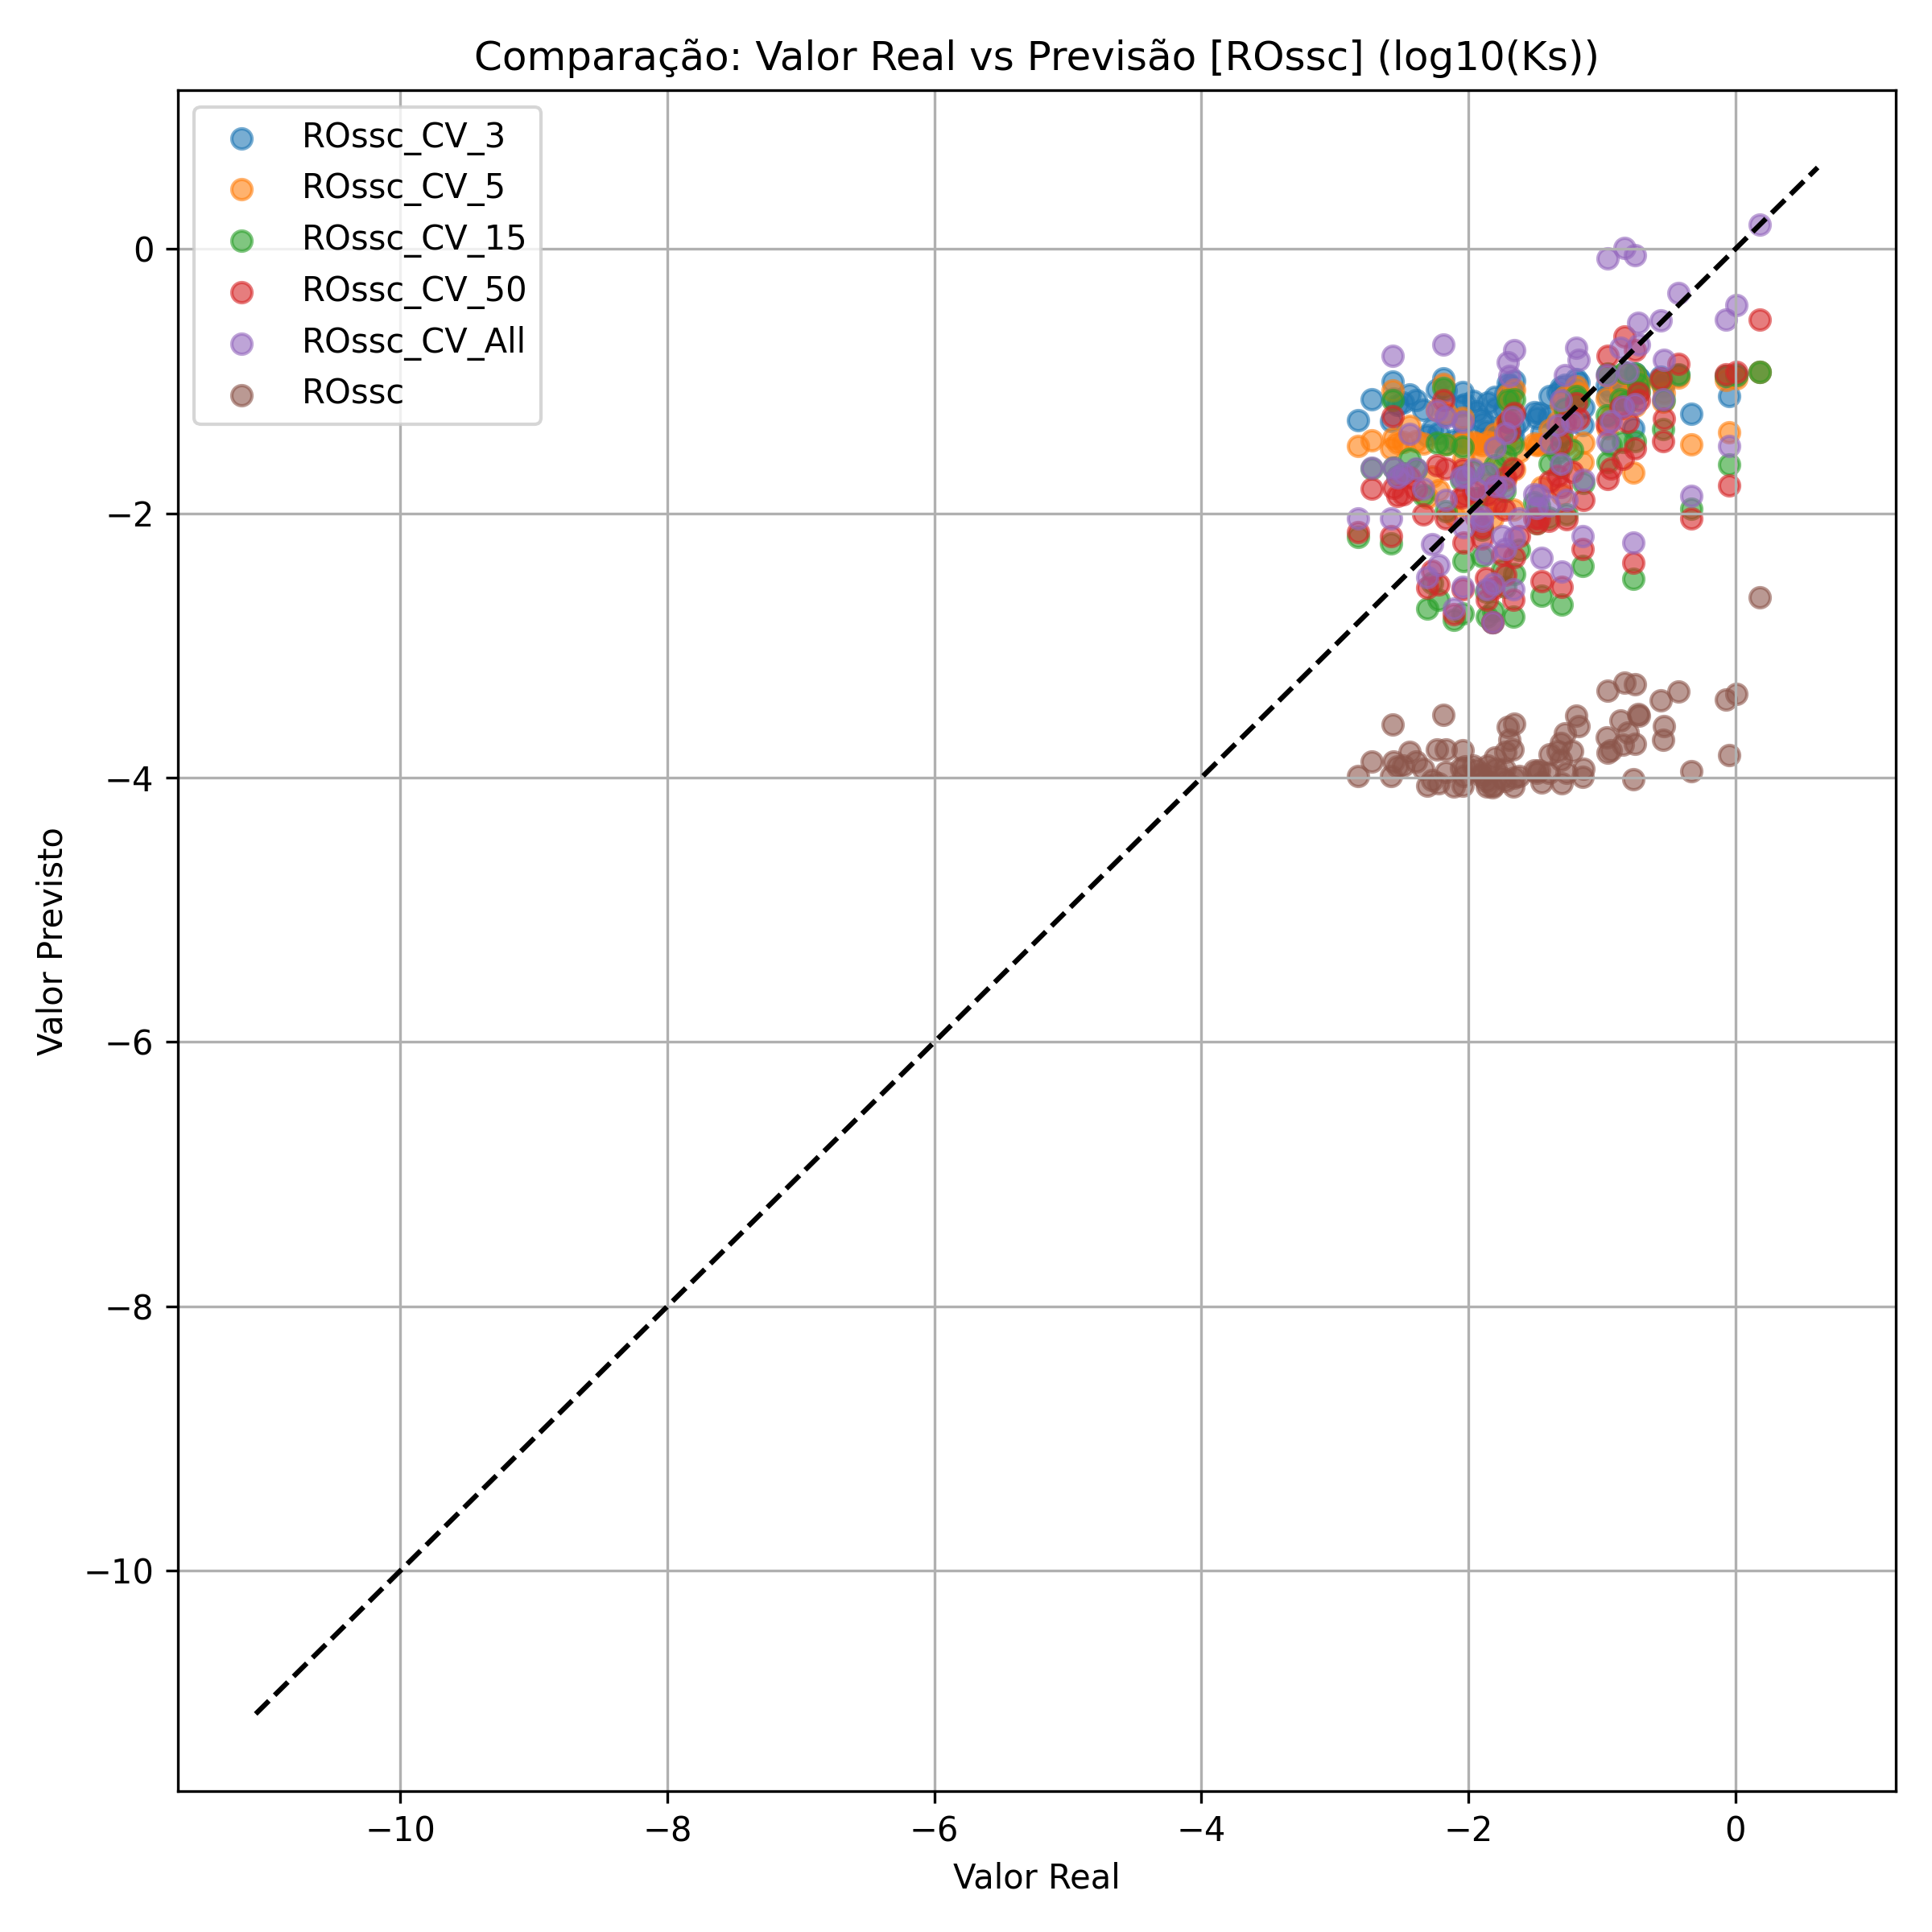 Comparação: Valor Real vs Previsão [ROssc] (log10(Ks))
ROssc_CV_3
ROssc_CV_5
ROssc_CV_15
ROssc_CV_50
ROssc_CV_All
ROssc
0
−2
−4
−6
−8
−10
Valor Previsto
−10
−8
−6
−4
−2
0
Valor Real